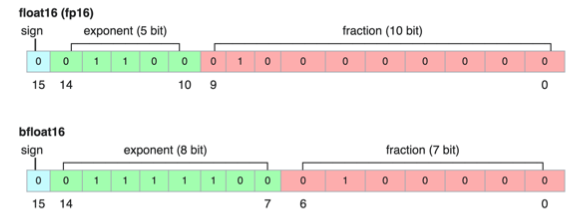 float16 (fp16)
sign exponent (5 bit) fraction (10 bit)
0 0 1 1 0 0 0 1 0 0 0 0 0 0 0 0
15 14 10 9 0
bfloat16
sign exponent (8 bit) fraction (7 bit)
0 0 1 1 1 1 1 0 0 0 1 0 0 0 0 0
15 14 7 6 0